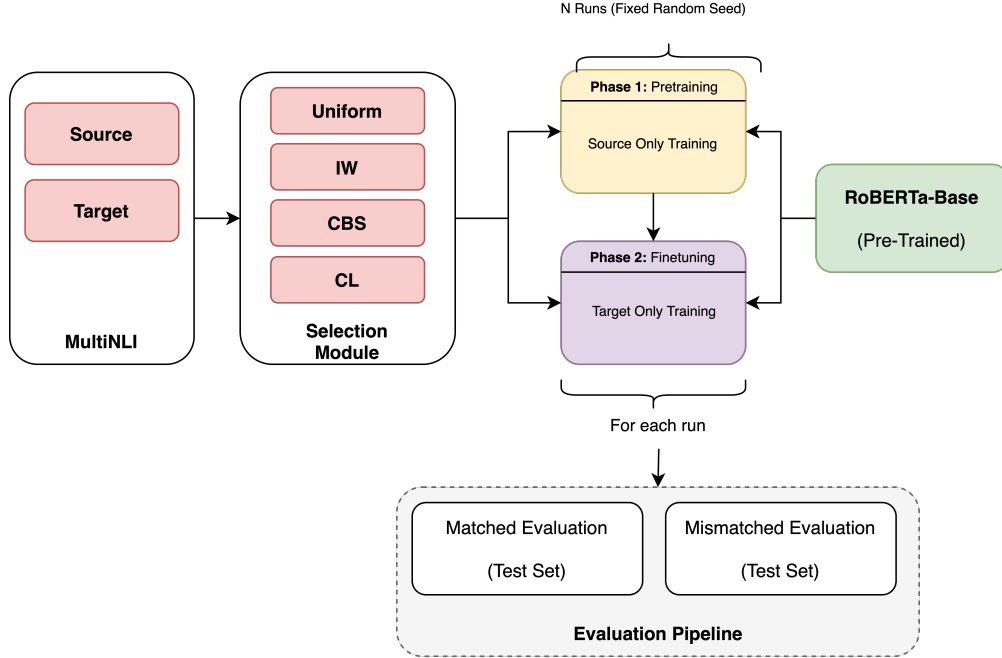 N Runs (Fixed Random Seed)
Source
Target
MultiNLI
Uniform
IW
CBS
CL
Selection
Module
Phase 1: Pretraining
Source Only Training
Phase 2: Finetuning
Target Only Training
RoBERTa-Base
(Pre-Trained)
For each run
Matched Evaluation
(Test Set)
Mismatched Evaluation
(Test Set)
Evaluation Pipeline